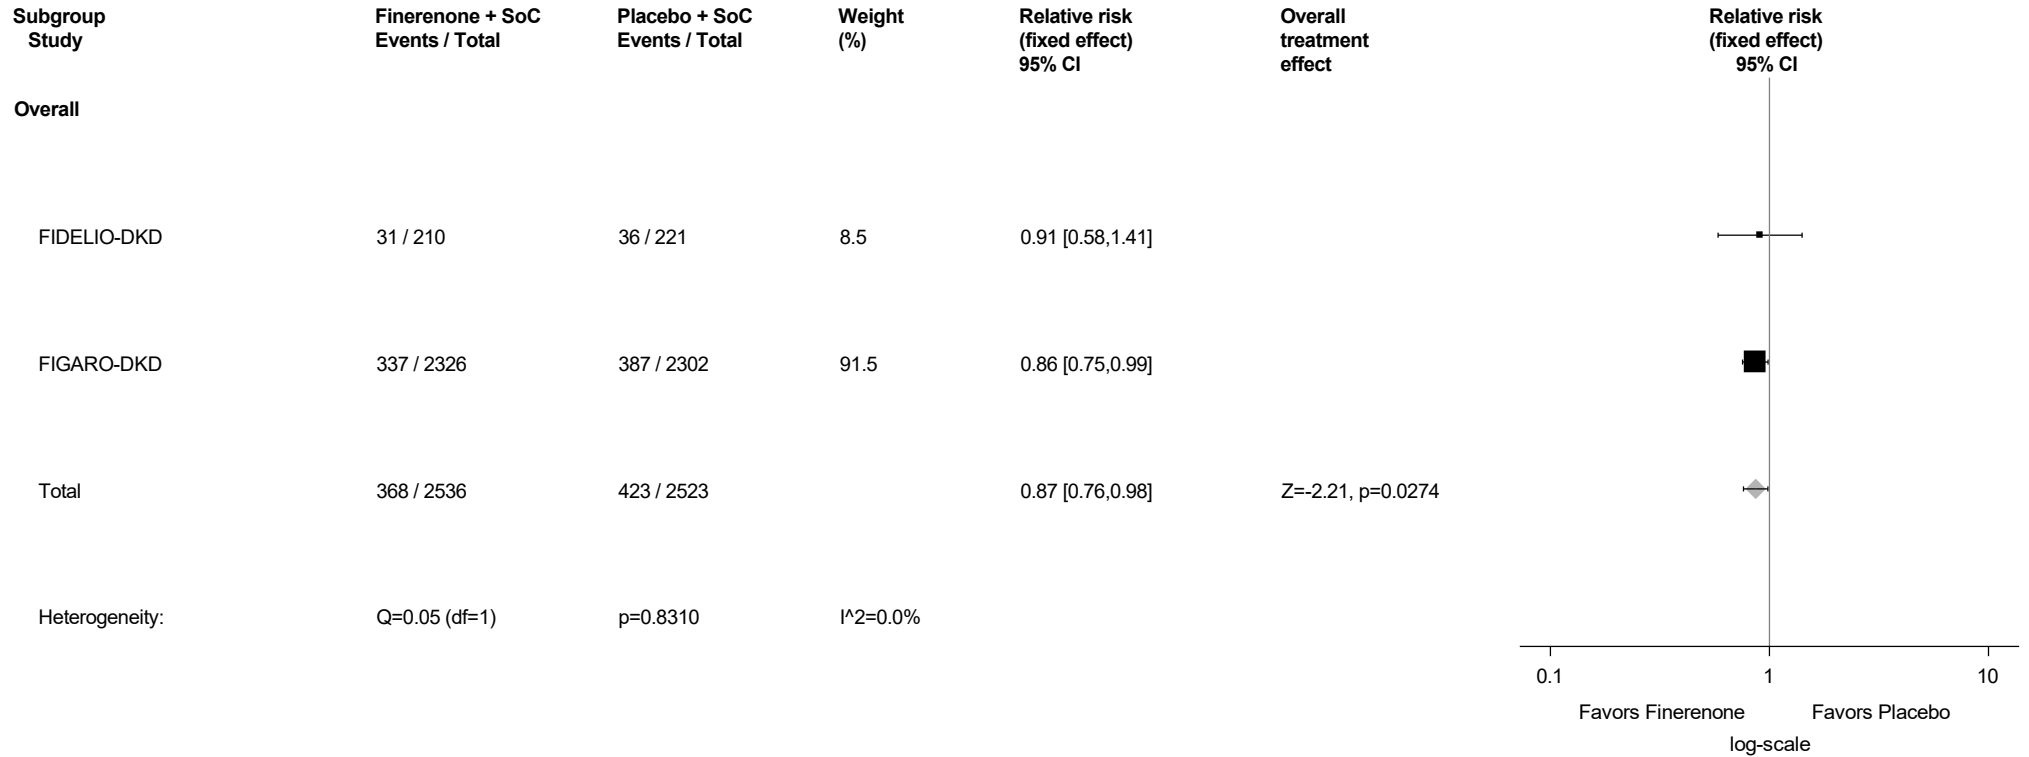 Subgroup Finerenone + SoC Placebo + SoC Weight Relative risk Overall Relative risk
Study Events / Total Events / Total (%) (fixed effect) treatment (fixed effect)
95% CI effect 95% CI
Overall
FIDELIO-DKD 31 / 210 36 / 221 8.5 0.91 [0.58,1.41]
FIGARO-DKD 337 / 2326 387 / 2302 91.5 0.86 [0.75,0.99]
Total 368 / 2536 423 / 2523 0.87 [0.76,0.98] Z=-2.21, p=0.0274
Heterogeneity: Q=0.05 (df=1) p=0.8310 I^2=0.0%
0.1 1 10
Favors Finerenone Favors Placebo
log-scale